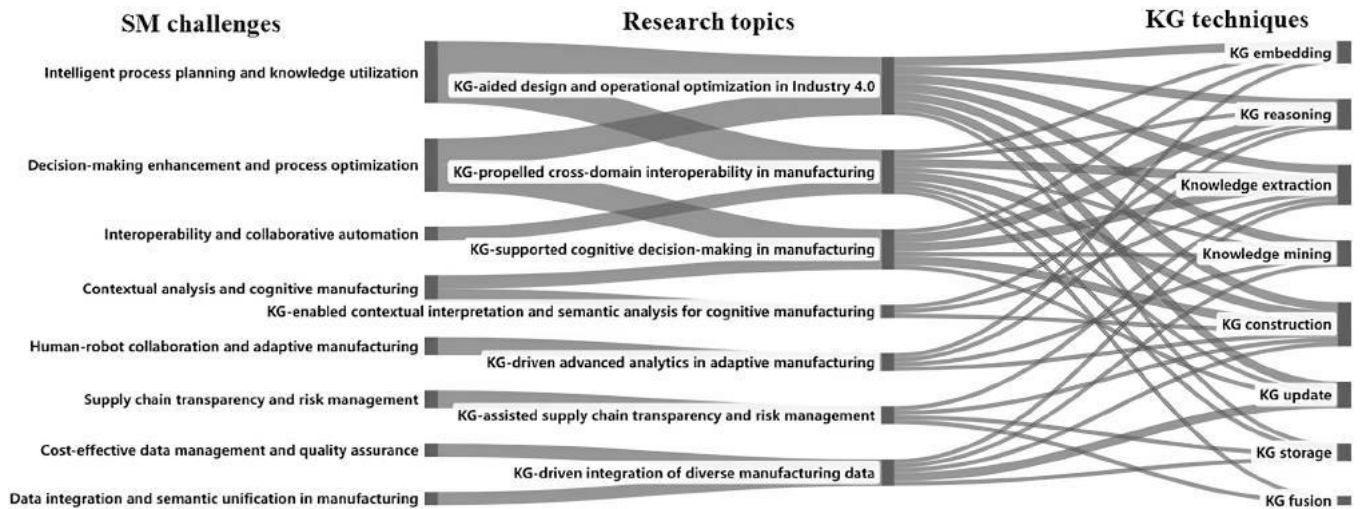 SM challenges
Research topics
KG techniques
Intelligent process planning and knowledge utilization
Decision-making enhancement and process optimization
Interoperability and collaborative automation
Contextual analysis and cognitive manufacturing
Human-robot collaboration and adaptive manufacturing
Supply chain transparency and risk management
Cost-effective data management and quality assurance
Data integration and semantic unification in manufacturing
KG-aided design and operational optimization in Industry 4.0
KG-propelled cross-domain interoperability in manufacturing
KG-supported cognitive decision-making in manufacturing
KG-enabled contextual interpretation and semantic analysis for cognitive manufacturing
KG-driven advanced analytics in adaptive manufacturing
KG-assisted supply chain transparency and risk management
KG-driven integration of diverse manufacturing data
KG embedding
KG reasoning
Knowledge extraction
Knowledge mining
KG construction
KG update
KG storage
KG fusion